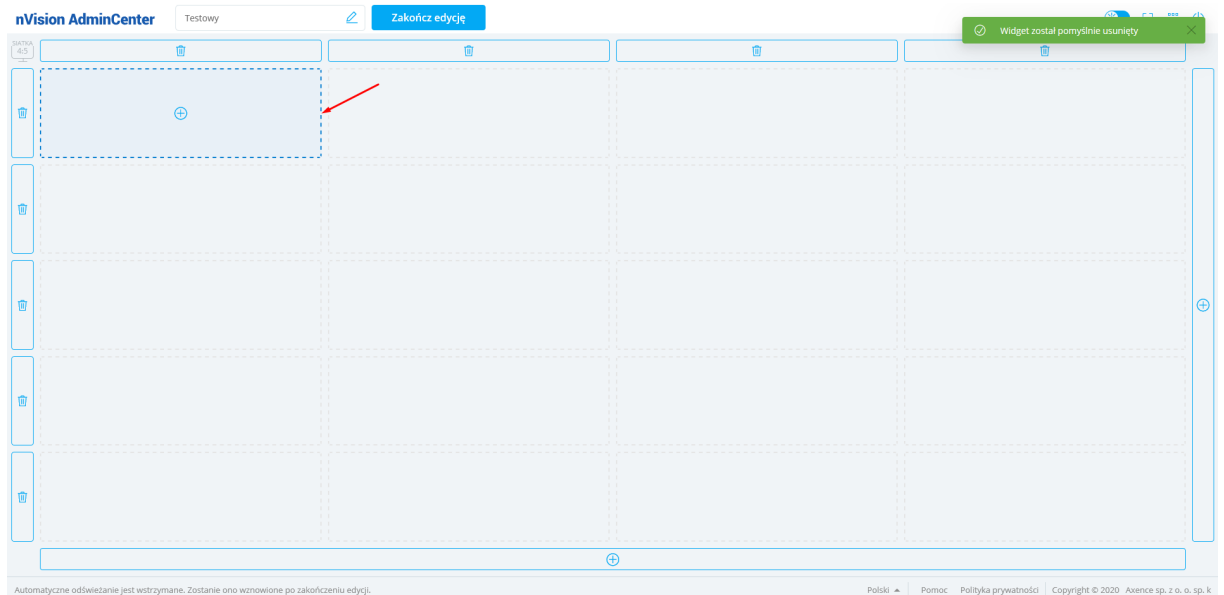 nVision AdminCenter
Testowy
Zakończ edycję
Widget został pomyślnie usunięty
SIATKA
4:5
Automatyczne odświeżanie jest wstrzymane. Zostanie ono wznowione po zakończeniu edycji.
Polski
Pomoc
Polityka prywatności
Copyright © 2020 Axence sp. z o. o. sp. k